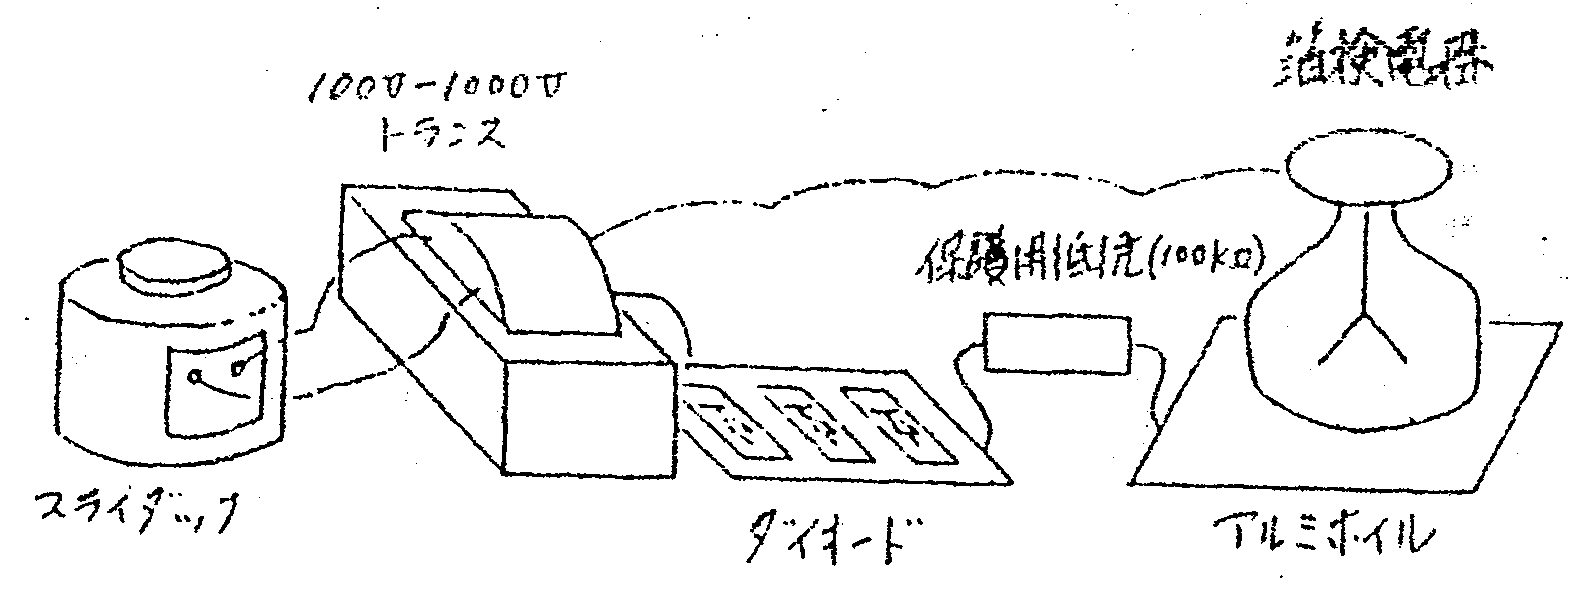 箔検電器
100V-1000V
トランス
保護用低抗(100kΩ)
スライダック
ダイオード
アルミホイル